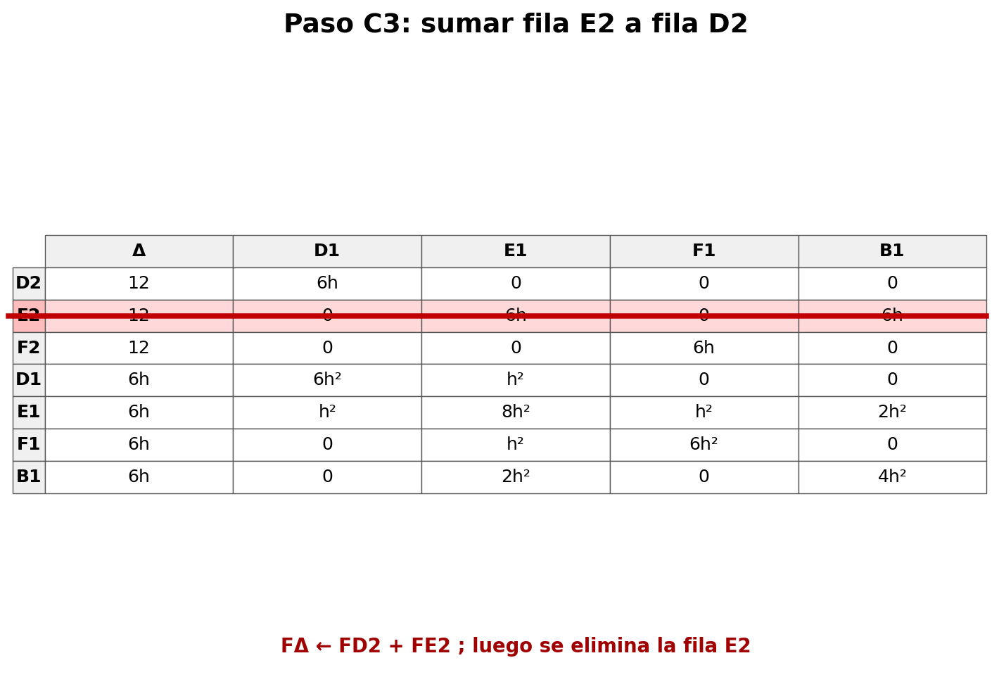 Paso C3: sumar fila E2 a fila D2
Δ D1 E1 F1 B1
D2 12 6h 0 0 0
E2 12 0 6h 0 6h
F2 12 0 0 6h 0
D1 6h 6h² h² 0 0
E1 6h h² 8h² h² 2h²
F1 6h 0 h² 6h² 0
B1 6h 0 2h² 0 4h²
FΔ ← FD2 + FE2 ; luego se elimina la fila E2